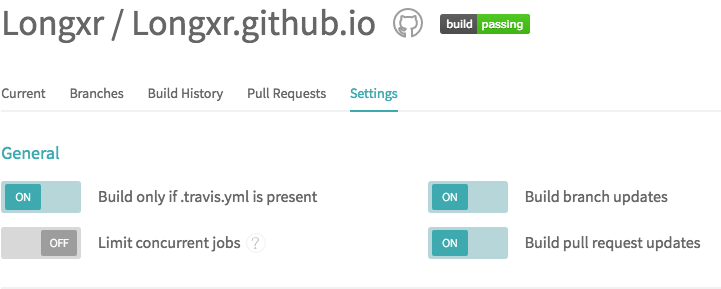 Longxr / Longxr.github.io build passing
Current Branches Build History Pull Requests Settings
General
ON Build only if .travis.yml is present ON Build branch updates
OFF Limit concurrent jobs ? ON Build pull request updates